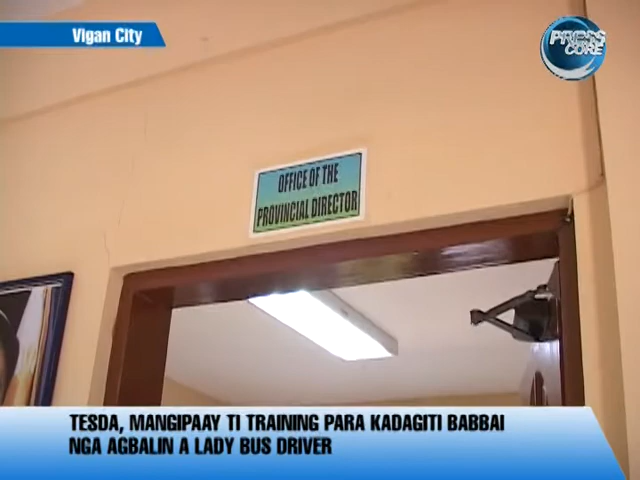 Vigan City
PRESS
CORE
OFFICE OF THE
PROVINCIAL DIRECTOR
TESDA, MANGIPAAY TI TRAINING PARA KADAGITI BABBAI
NGA AGBALIN A LADY BUS DRIVER